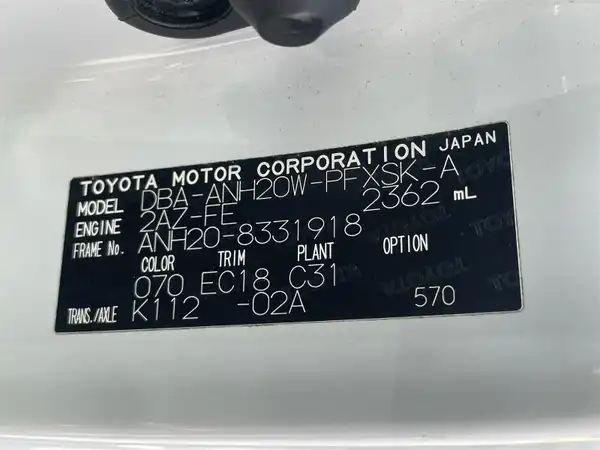 TOYOTA MOTOR CORPORATION JAPAN
MODEL DBA-ANH20W-PFXSK-A
ENGINE 2AZ-FE 2362 mL
FRAME No. ANH20-8331918
COLOR TRIM PLANT OPTION
070 EC18 C31
TRANS./AXLE K112 -02A 570